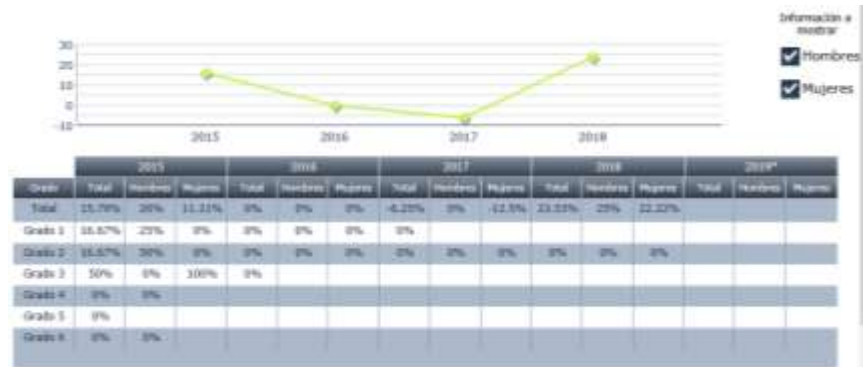 Información a
mostrar
30
20
10
0
-10
Hombres
Mujeres
2015 2016 2017 2018
2015 2016 2017 2018 2019*
Grado Total Hombres Mujeres Total Hombres Mujeres Total Hombres Mujeres Total Hombres Mujeres Total Hombres Mujeres
Total 15.79% 20% 11.11% 0% 0% 0% -6.25% 0% -12.5% 23.53% 25% 22.22%
Grado 1 16.67% 25% 0% 0% 0% 0% 0%
Grado 2 16.67% 50% 0% 0% 0% 0% 0% 0% 0% 0% 0% 0%
Grado 3 50% 0% 100% 0%
Grado 4 0% 0%
Grado 5 0%
Grado 6 0% 0%